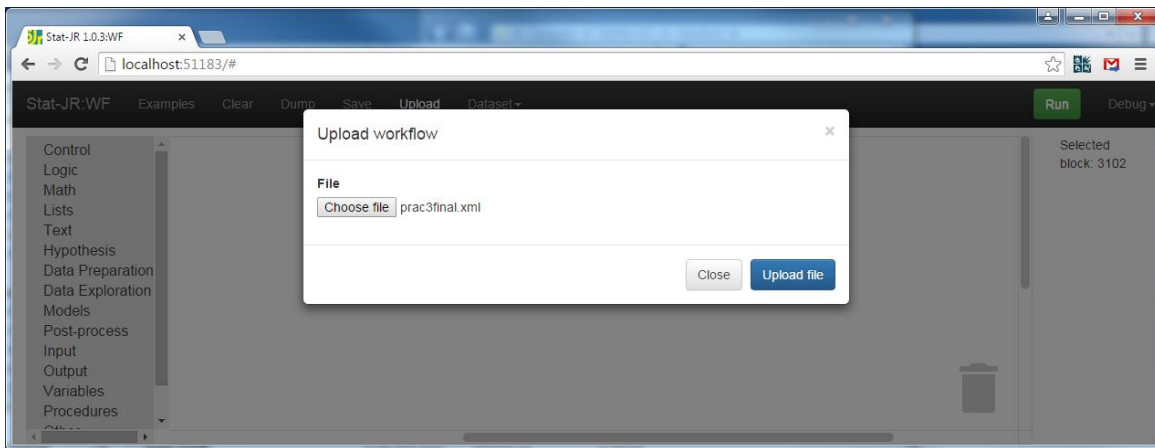 Stat-JR 1.0.3:WF
localhost:51183/#
Stat-JR:WF Examples Clear Dump Save Upload Dataset Run Debug
Upload workflow
File
Choose file prac3final.xml
Close Upload file
Control
Logic
Math
Lists
Text
Hypothesis
Data Preparation
Data Exploration
Models
Post-process
Input
Output
Variables
Procedures
Selected
block: 3102